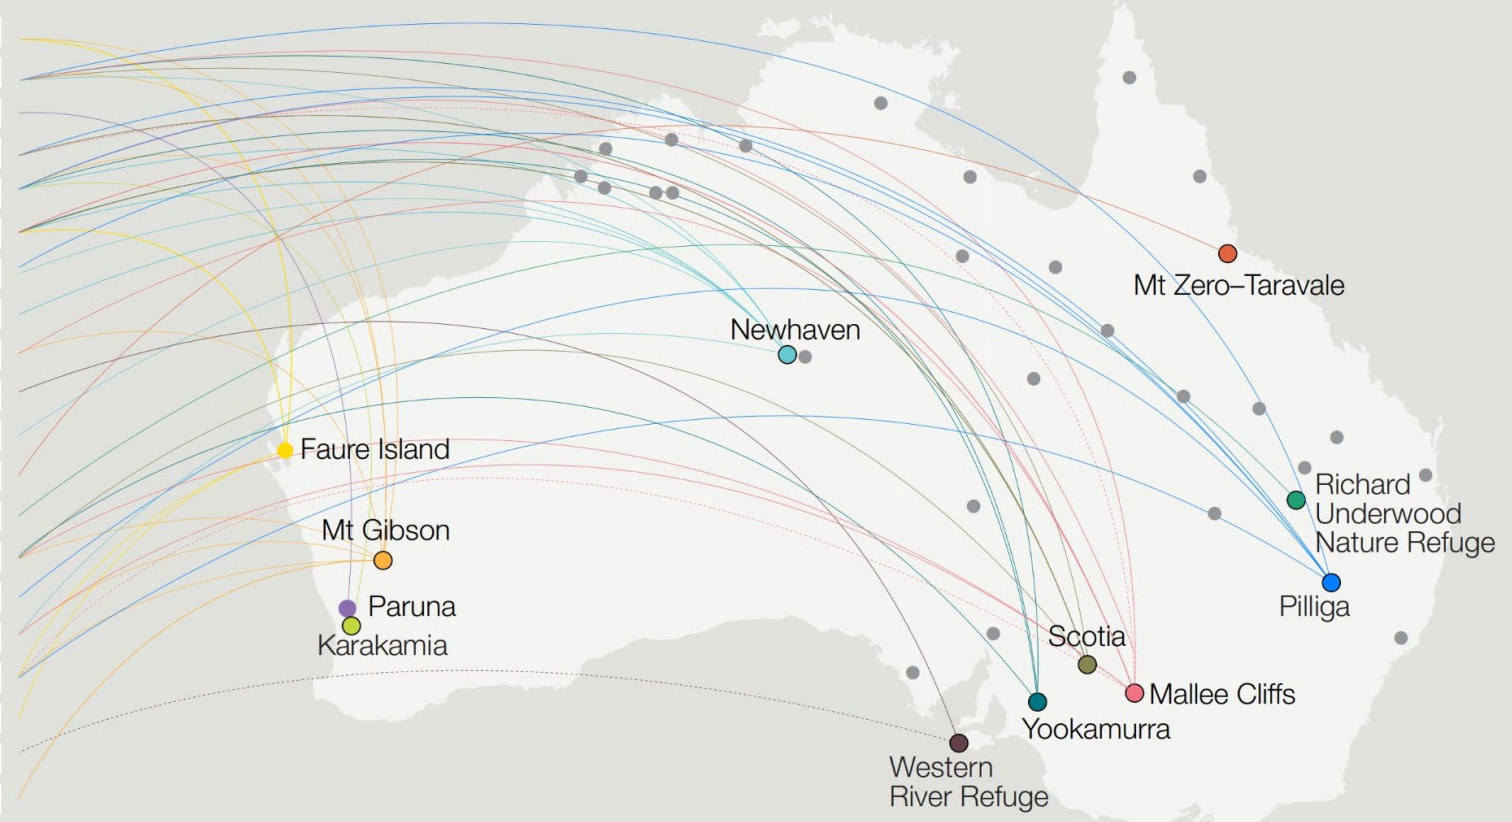 Mt Zero–Taravale
Newhaven
Faure Island
Richard
Underwood
Nature Refuge
Mt Gibson
Pilliga
Paruna
Karakamia
Scotia
Mallee Cliffs
Yookamurra
Western
River Refuge